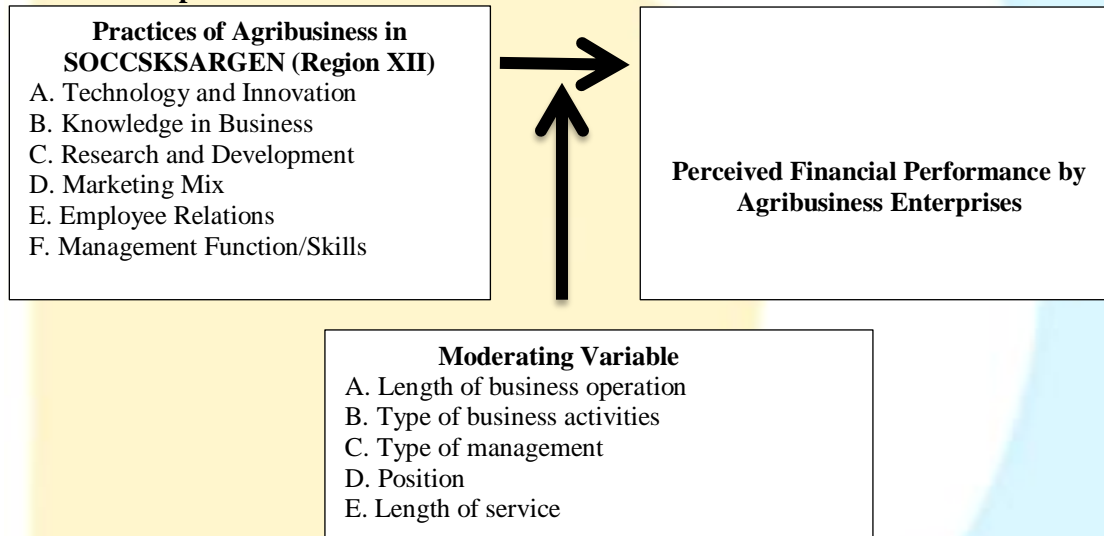 Practices of Agribusiness in
SOCCSKSARGEN (Region XII)
A. Technology and Innovation
B. Knowledge in Business
C. Research and Development
D. Marketing Mix
E. Employee Relations
F. Management Function/Skills
Perceived Financial Performance by
Agribusiness Enterprises
Moderating Variable
A. Length of business operation
B. Type of business activities
C. Type of management
D. Position
E. Length of service